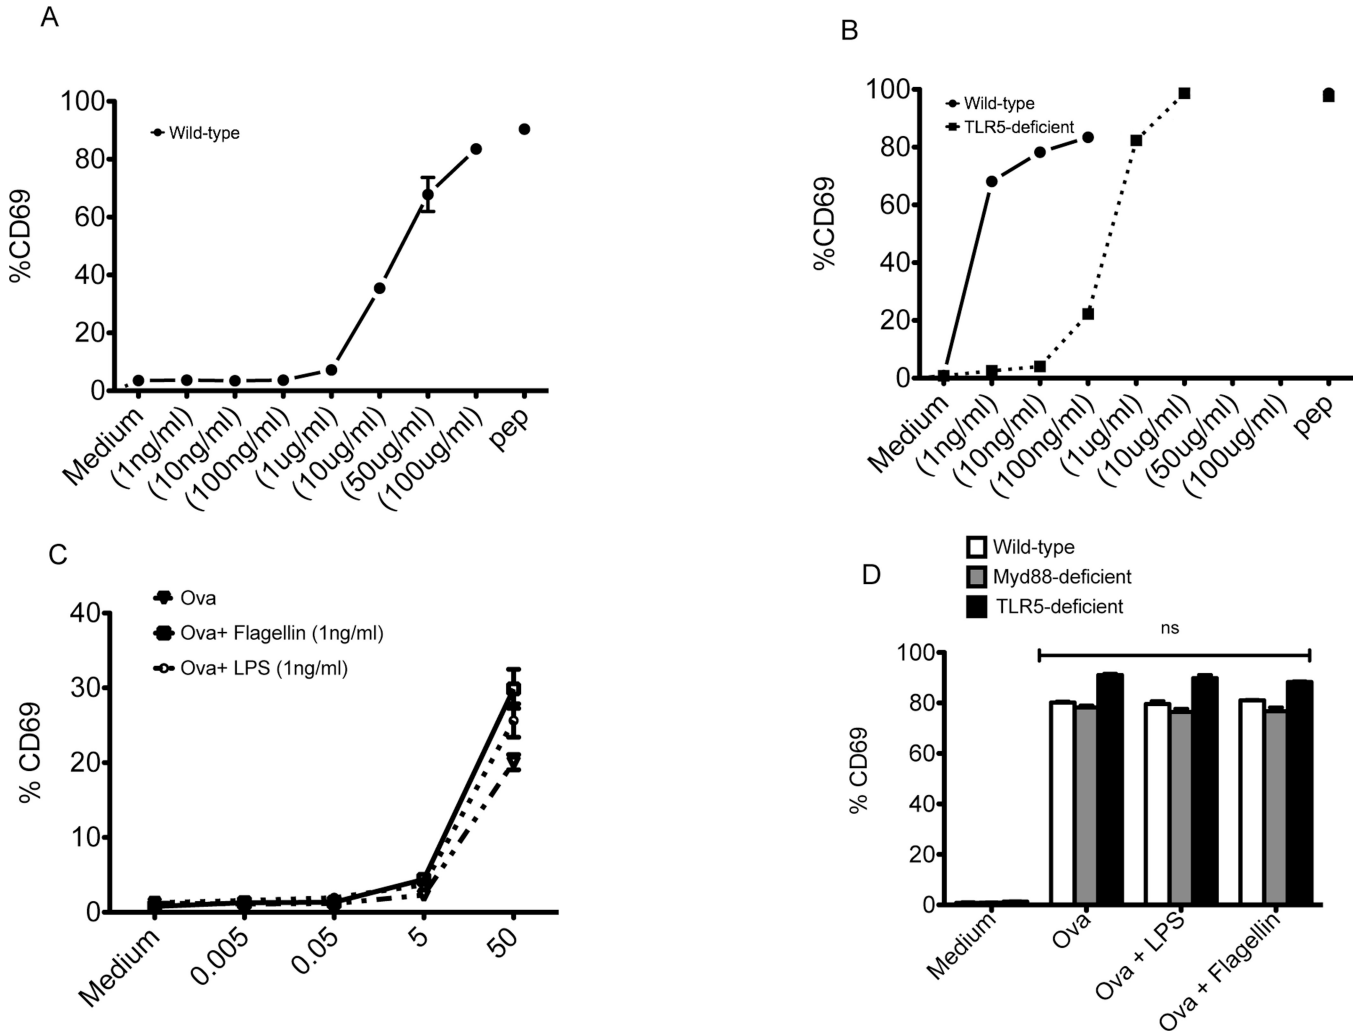 A
%CD69
100
80
60
40
20
0
Wild-type
Medium
(1ng/ml)
(10ng/ml)
(100ng/ml)
(1ug/ml)
(10ug/ml)
(50ug/ml)
(100ug/ml)
pep
B
%CD69
100
80
60
40
20
0
Wild-type
TLR5-deficient
Medium
(1ng/ml)
(10ng/ml)
(100ng/ml)
(1ug/ml)
(10ug/ml)
(50ug/ml)
(100ug/ml)
pep
C
% CD69
40
30
20
10
0
Ova
Ova+ Flagellin (1ng/ml)
Ova+ LPS (1ng/ml)
Medium
0.005
0.05
5
50
D
Wild-type
Myd88-deficient
TLR5-deficient
ns
% CD69
100
80
60
40
20
0
Medium
Ova
Ova + LPS
Ova + Flagellin